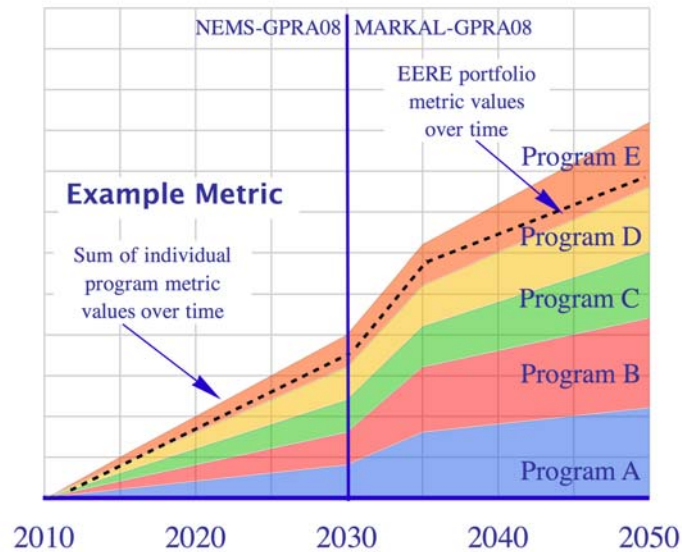 NEMS-GPRA08 MARKAL-GPRA08
EERE portfolio
metric values
over time
Program E
Example Metric
Program D
Sum of individual
program metric
values over time
Program C
Program B
Program A
2010 2020 2030 2040 2050